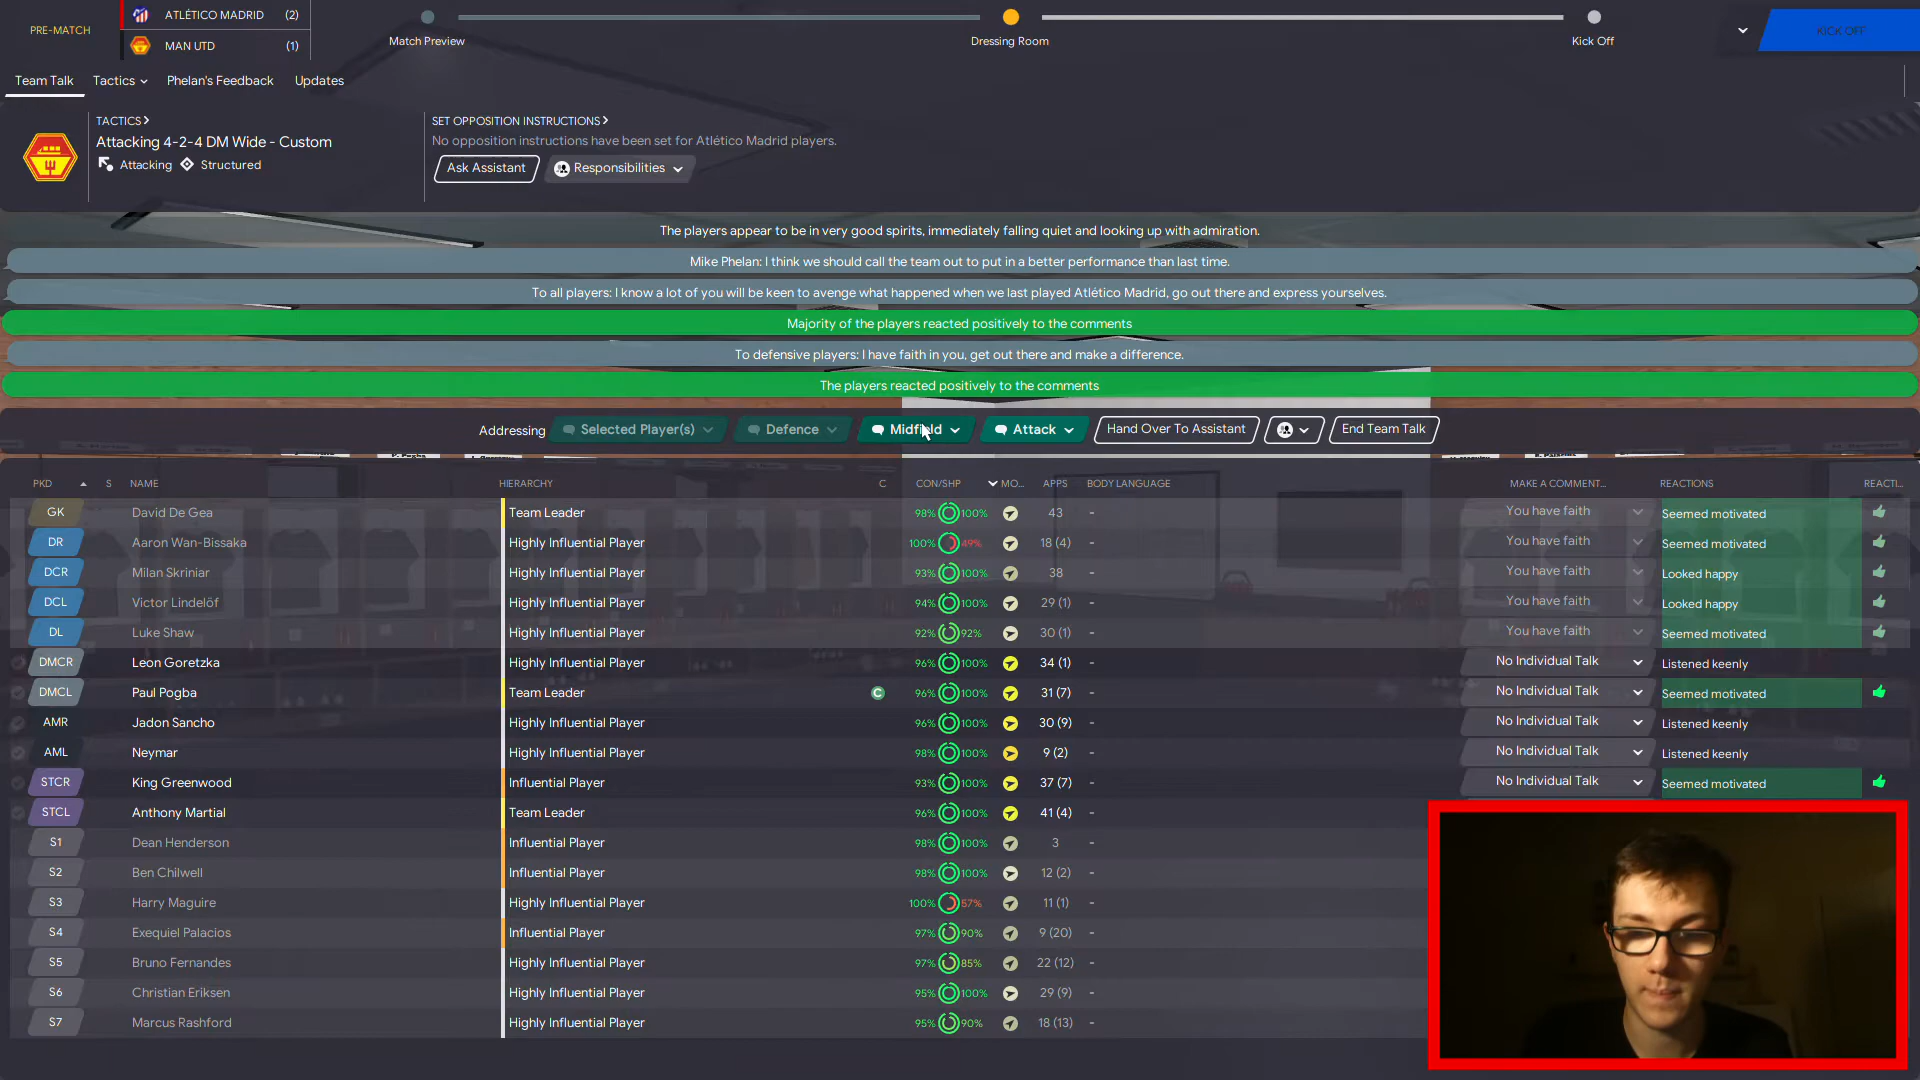 PRE-MATCH
ATLÉTICO MADRID (2)
MAN UTD (1)
Match Preview
Dressing Room
Kick Off
KICK OFF
Team Talk Tactics Phelan's Feedback Updates
TACTICS
Attacking 4-2-4 DM Wide - Custom
Attacking Structured
SET OPPOSITION INSTRUCTIONS
No opposition instructions have been set for Atlético Madrid players.
Ask Assistant Responsibilities
The players appear to be in very good spirits, immediately falling quiet and looking up with admiration.
Mike Phelan: I think we should call the team out to put in a better performance than last time.
To all players: I know a lot of you will be keen to avenge what happened when we last played Atlético Madrid, go out there and express yourselves.
Majority of the players reacted positively to the comments
To defensive players: I have faith in you, get out there and make a difference.
The players reacted positively to the comments
Addressing Selected Player(s) Defence Midfield Attack Hand Over To Assistant End Team Talk
PKD S NAME HIERARCHY C CON/SHP MO... APPS BODY LANGUAGE MAKE A COMMENT... REACTIONS REACTI...
GK David De Gea Team Leader 98% 100% 43 - You have faith Seemed motivated
DR Aaron Wan-Bissaka Highly Influential Player 100% 49% 18 (4) - You have faith Seemed motivated
DCR Milan Skriniar Highly Influential Player 93% 100% 38 - You have faith Looked happy
DCL Victor Lindelöf Highly Influential Player 94% 100% 29 (1) - You have faith Looked happy
DL Luke Shaw Highly Influential Player 92% 92% 30 (1) - You have faith Seemed motivated
DMCR Leon Goretzka Highly Influential Player 96% 100% 34 (1) - No Individual Talk Listened keenly
DMCL Paul Pogba Team Leader C 96% 100% 31 (7) - No Individual Talk Seemed motivated
AMR Jadon Sancho Highly Influential Player 96% 100% 30 (9) - No Individual Talk Listened keenly
AML Neymar Highly Influential Player 98% 100% 9 (2) - No Individual Talk Listened keenly
STCR King Greenwood Influential Player 93% 100% 37 (7) - No Individual Talk Seemed motivated
STCL Anthony Martial Team Leader 96% 100% 41 (4) -
S1 Dean Henderson Influential Player 98% 100% 3 -
S2 Ben Chilwell Influential Player 98% 100% 12 (2) -
S3 Harry Maguire Highly Influential Player 100% 57% 11 (1) -
S4 Exequiel Palacios Influential Player 97% 90% 9 (20) -
S5 Bruno Fernandes Highly Influential Player 97% 85% 22 (12) -
S6 Christian Eriksen Highly Influential Player 95% 100% 29 (9) -
S7 Marcus Rashford Highly Influential Player 95% 90% 18 (13) -